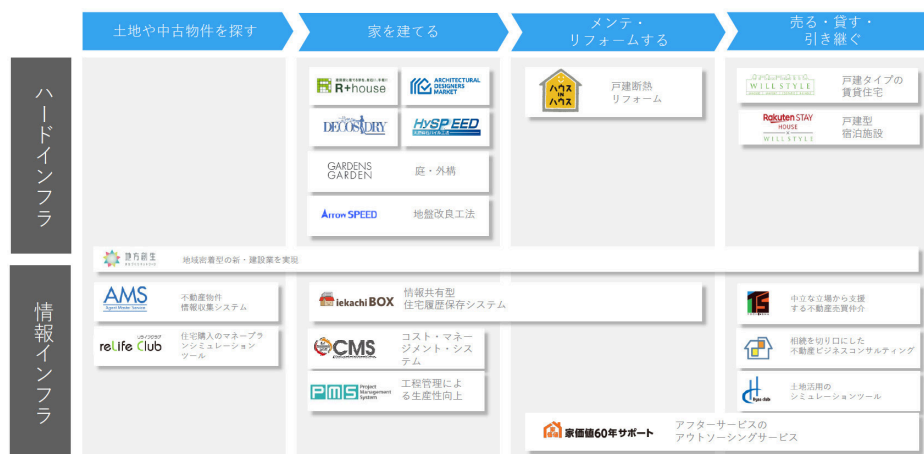 土地や中古物件を探す
家を建てる
メンテ・
リフォームする
売る・貸す・
引き継ぐ
ハードインフラ
R+house
ARCHITECTURAL
DESIGNERS
MARKET
DECOS DRY
HySPEED
GARDENS
GARDEN
庭・外構
Arrow SPEED
地盤改良工法
ハウス
IN
ハウス
戸建断熱
リフォーム
WILL STYLE
戸建タイプの
賃貸住宅
Rakuten STAY
HOUSE
×
WILL STYLE
戸建型
宿泊施設
地方創生
地域密着型の新・建設業を実現
情報インフラ
AMS
Agent Master Service
不動産物件
情報収集システム
reLife Club
住宅購入のマネープラ
ンシミュレーション
ツール
iekachi BOX
情報共有型
住宅履歴保存システム
CMS
コスト・マネー
ジメント・シス
テム
PMS
Project
Management
System
工程管理によ
る生産性向上
TS
中立な立場から支援
する不動産売買仲介
相続を切り口にした
不動産ビジネスコンサルティング
土地活用の
シミュレーションツール
家価値60年サポート
アフターサービスの
アウトソーシングサービス